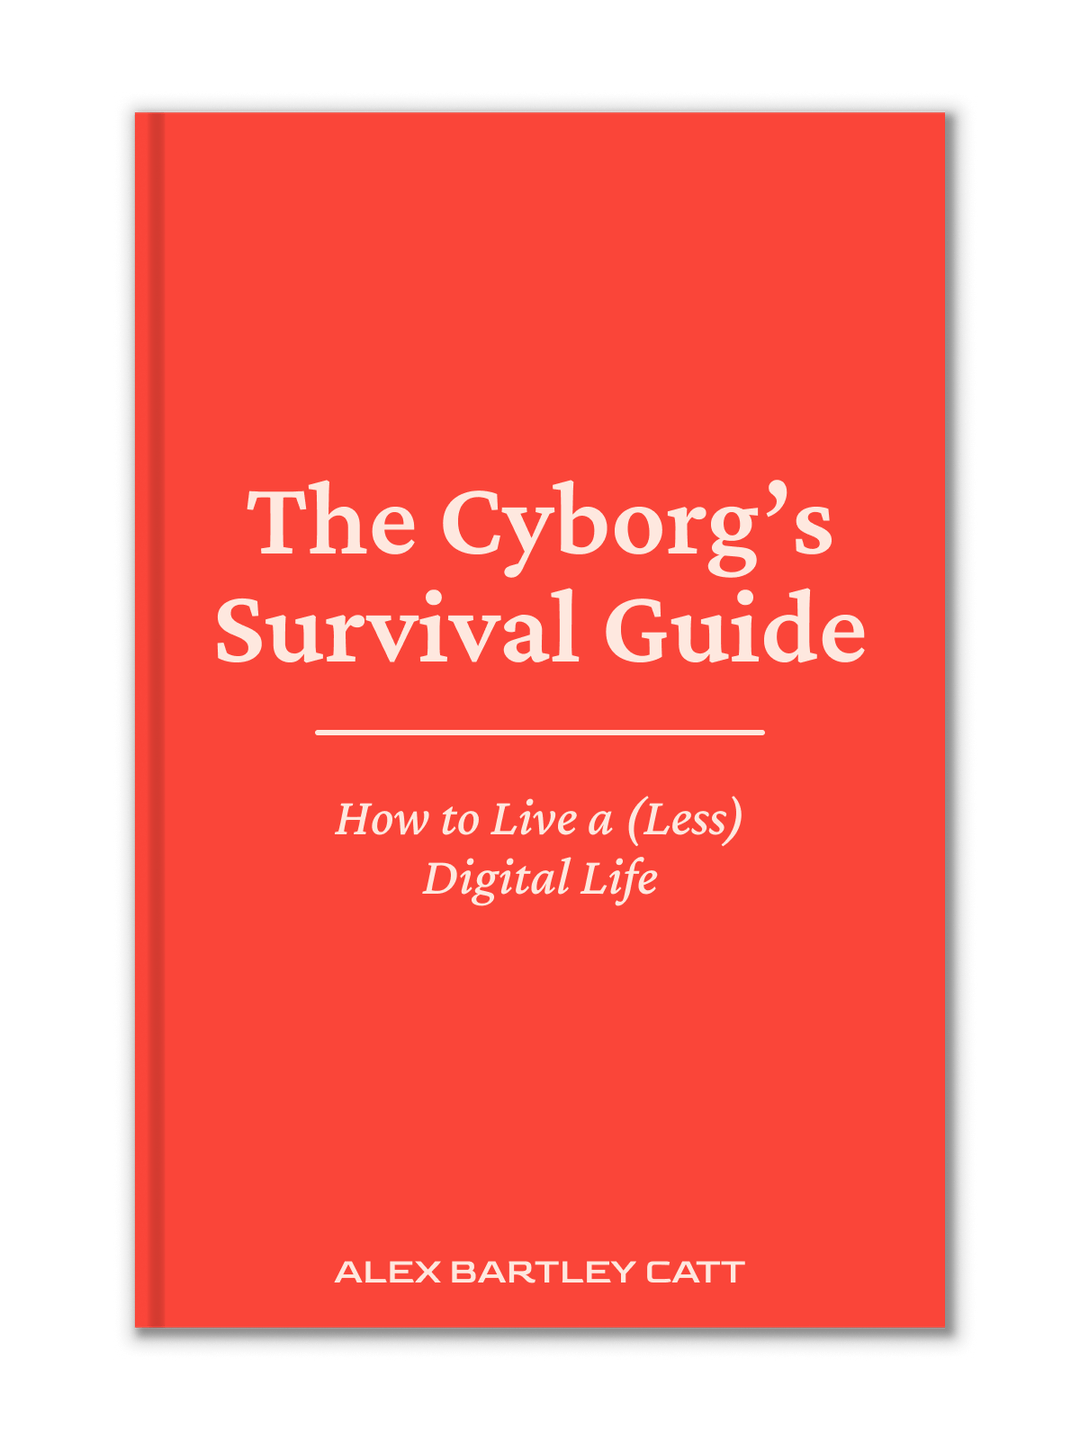 The Cyborg’s
Survival Guide
How to Live a (Less)
Digital Life
ALEX BARTLEY CATT